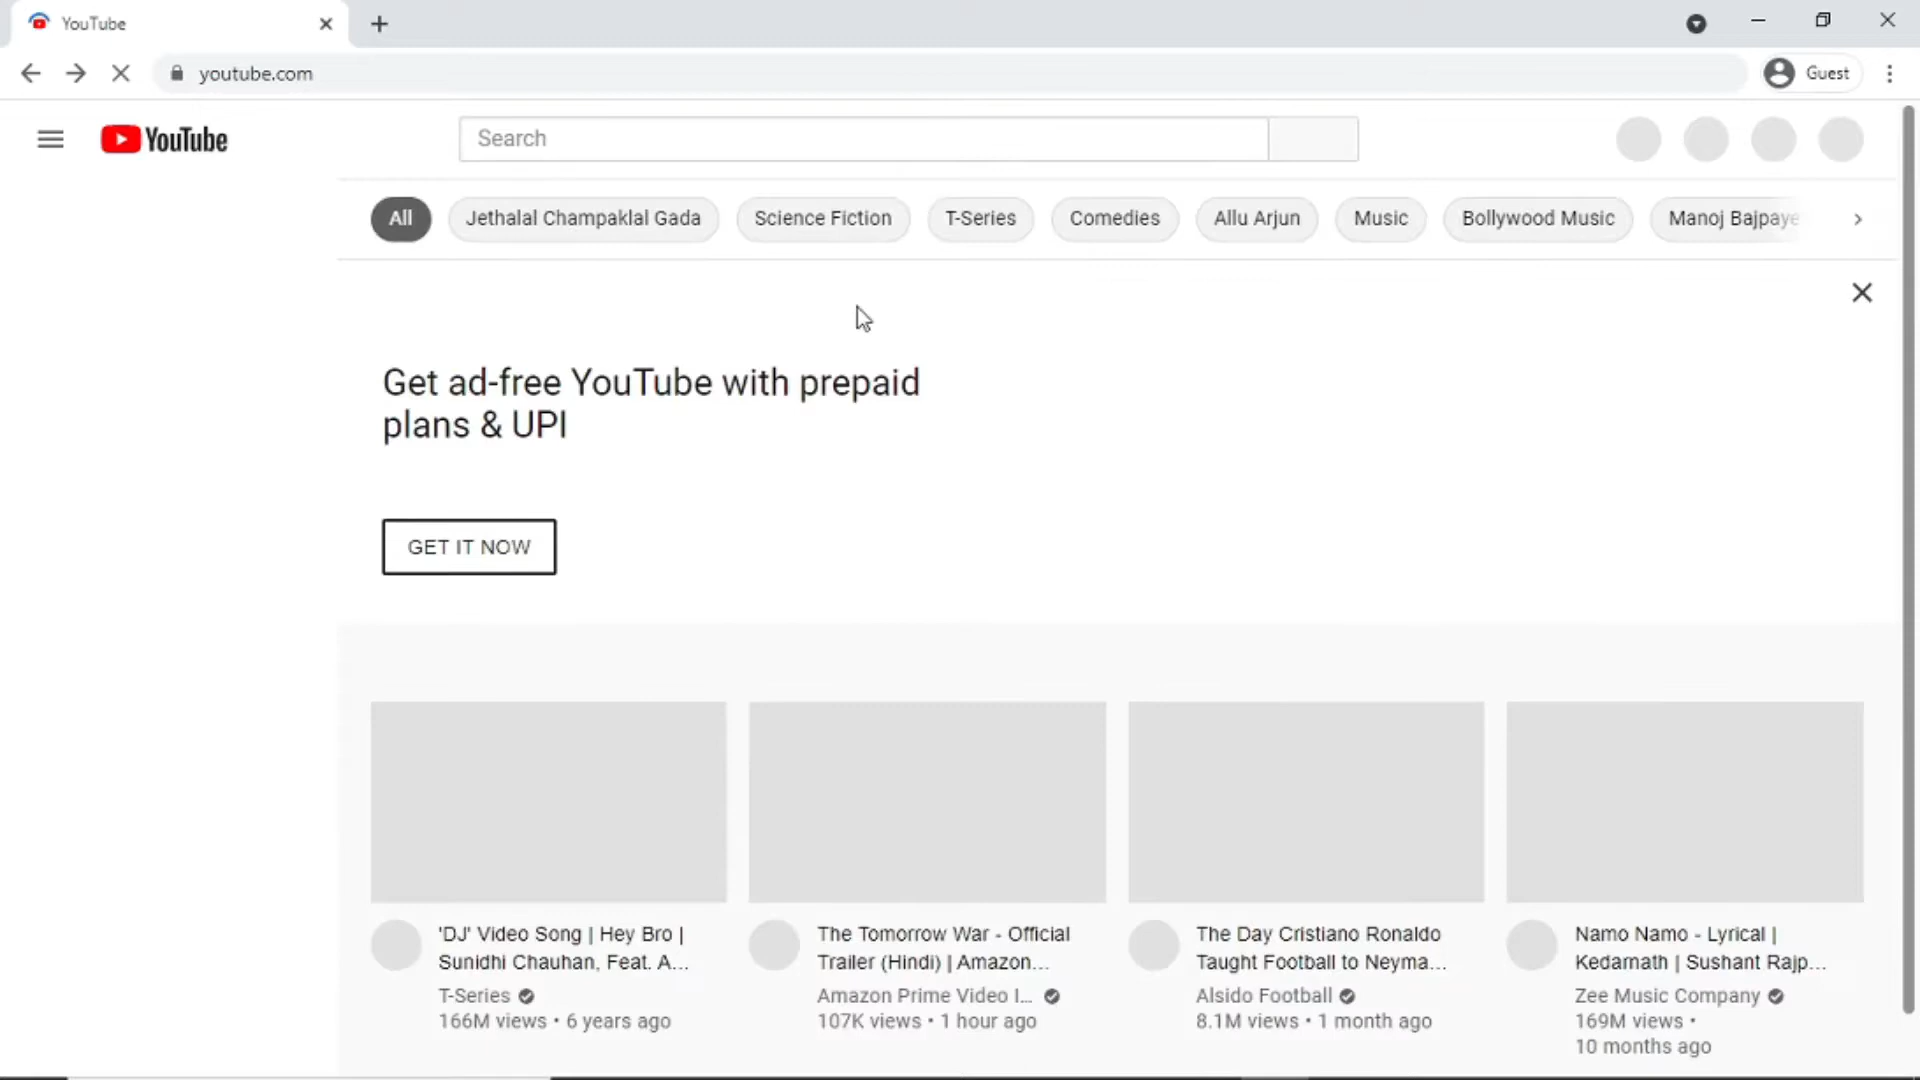 YouTube
youtube.com
Guest
YouTube
Search
All
Jethalal Champaklal Gada
Science Fiction
T-Series
Comedies
Allu Arjun
Music
Bollywood Music
Manoj Bajpaye
Get ad-free YouTube with prepaid
plans & UPI
GET IT NOW
'DJ' Video Song | Hey Bro |
Sunidhi Chauhan, Feat. A...
T-Series
166M views • 6 years ago
The Tomorrow War - Official
Trailer (Hindi) | Amazon...
Amazon Prime Video I...
107K views • 1 hour ago
The Day Cristiano Ronaldo
Taught Football to Neyma...
Alsido Football
8.1M views • 1 month ago
Namo Namo - Lyrical |
Kedarnath | Sushant Rajp...
Zee Music Company
169M views •
10 months ago